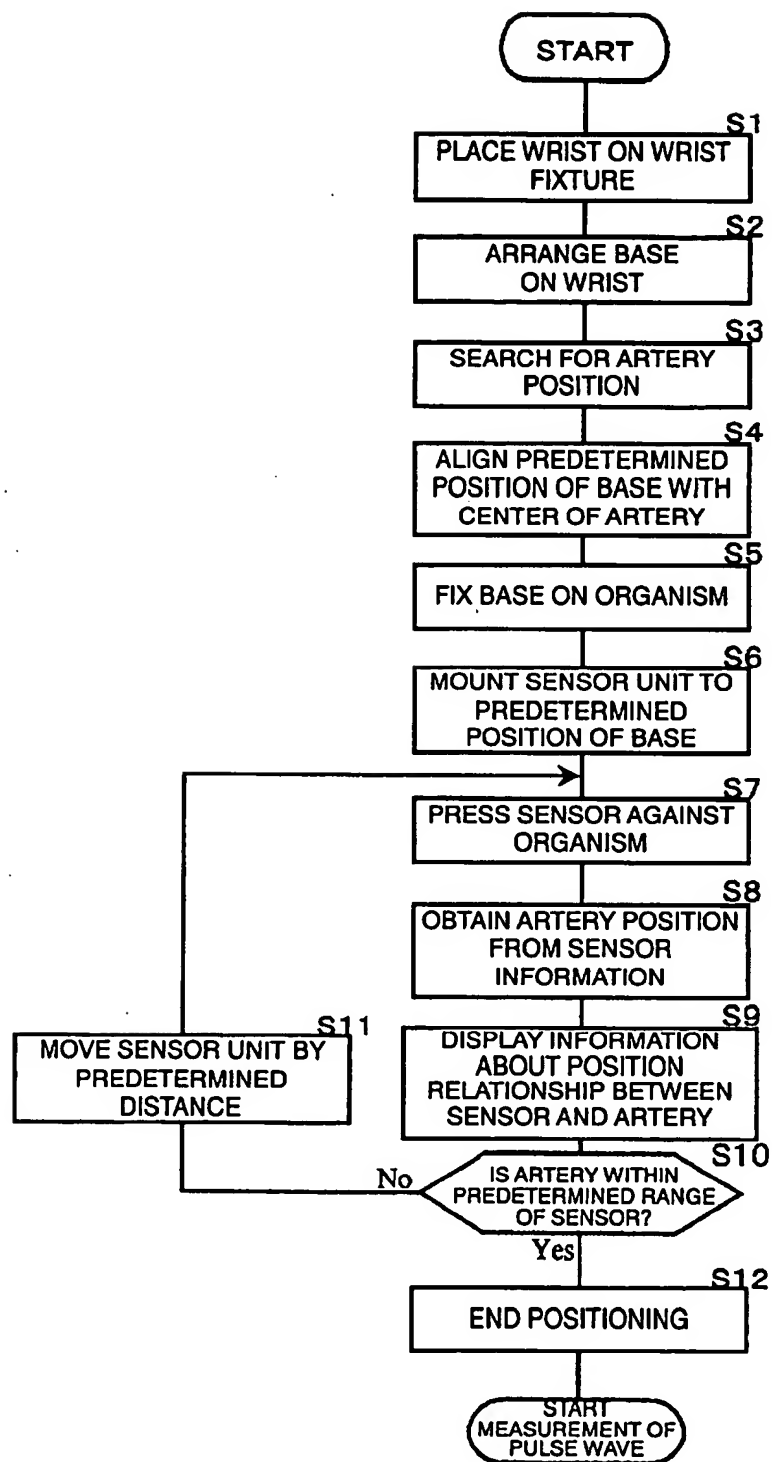 START
S1
PLACE WRIST ON WRIST
FIXTURE
S2
ARRANGE BASE
ON WRIST
S3
SEARCH FOR ARTERY
POSITION
S4
ALIGN PREDETERMINED
POSITION OF BASE WITH
CENTER OF ARTERY
S5
FIX BASE ON ORGANISM
S6
MOUNT SENSOR UNIT TO
PREDETERMINED
POSITION OF BASE
S7
PRESS SENSOR AGAINST
ORGANISM
S8
OBTAIN ARTERY POSITION
FROM SENSOR
INFORMATION
S9
DISPLAY INFORMATION
ABOUT POSITION
RELATIONSHIP BETWEEN
SENSOR AND ARTERY
S10
IS ARTERY WITHIN
PREDETERMINED RANGE
OF SENSOR?
No
S11
MOVE SENSOR UNIT BY
PREDETERMINED
DISTANCE
Yes
S12
END POSITIONING
START
MEASUREMENT OF
PULSE WAVE